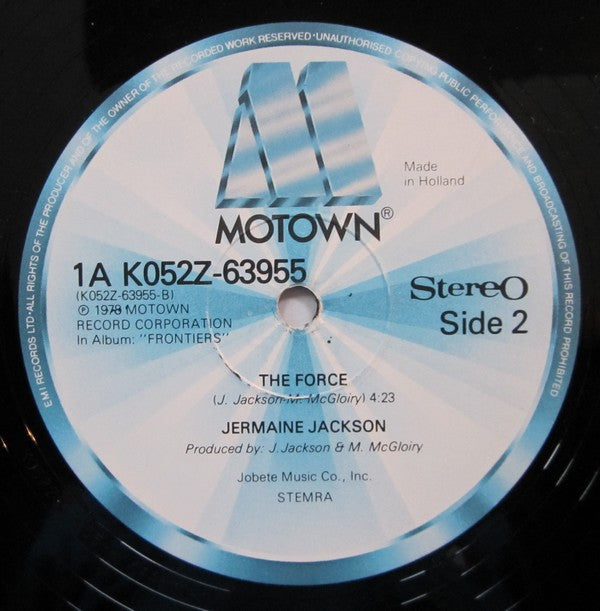 EMI RECORDS LTD·ALL RIGHTS OF THE PRODUCER AND OF THE OWNER OF THE RECORDED WORK RESERVED·UNAUTHORISED COPYING PUBLIC PERFORMANCE AND BROADCASTING OF THIS RECORD PROHIBITED
Made
in Holland
MOTOWN®
1A K052Z-63955
(K052Z-63955-B)
℗ 1978 MOTOWN
RECORD CORPORATION
In Album: "FRONTIERS"
Stereo
Side 2
THE FORCE
(J. Jackson-M. McGloiry) 4:23
JERMAINE JACKSON
Produced by: J. Jackson & M. McGloiry
Jobete Music Co., Inc.
STEMRA